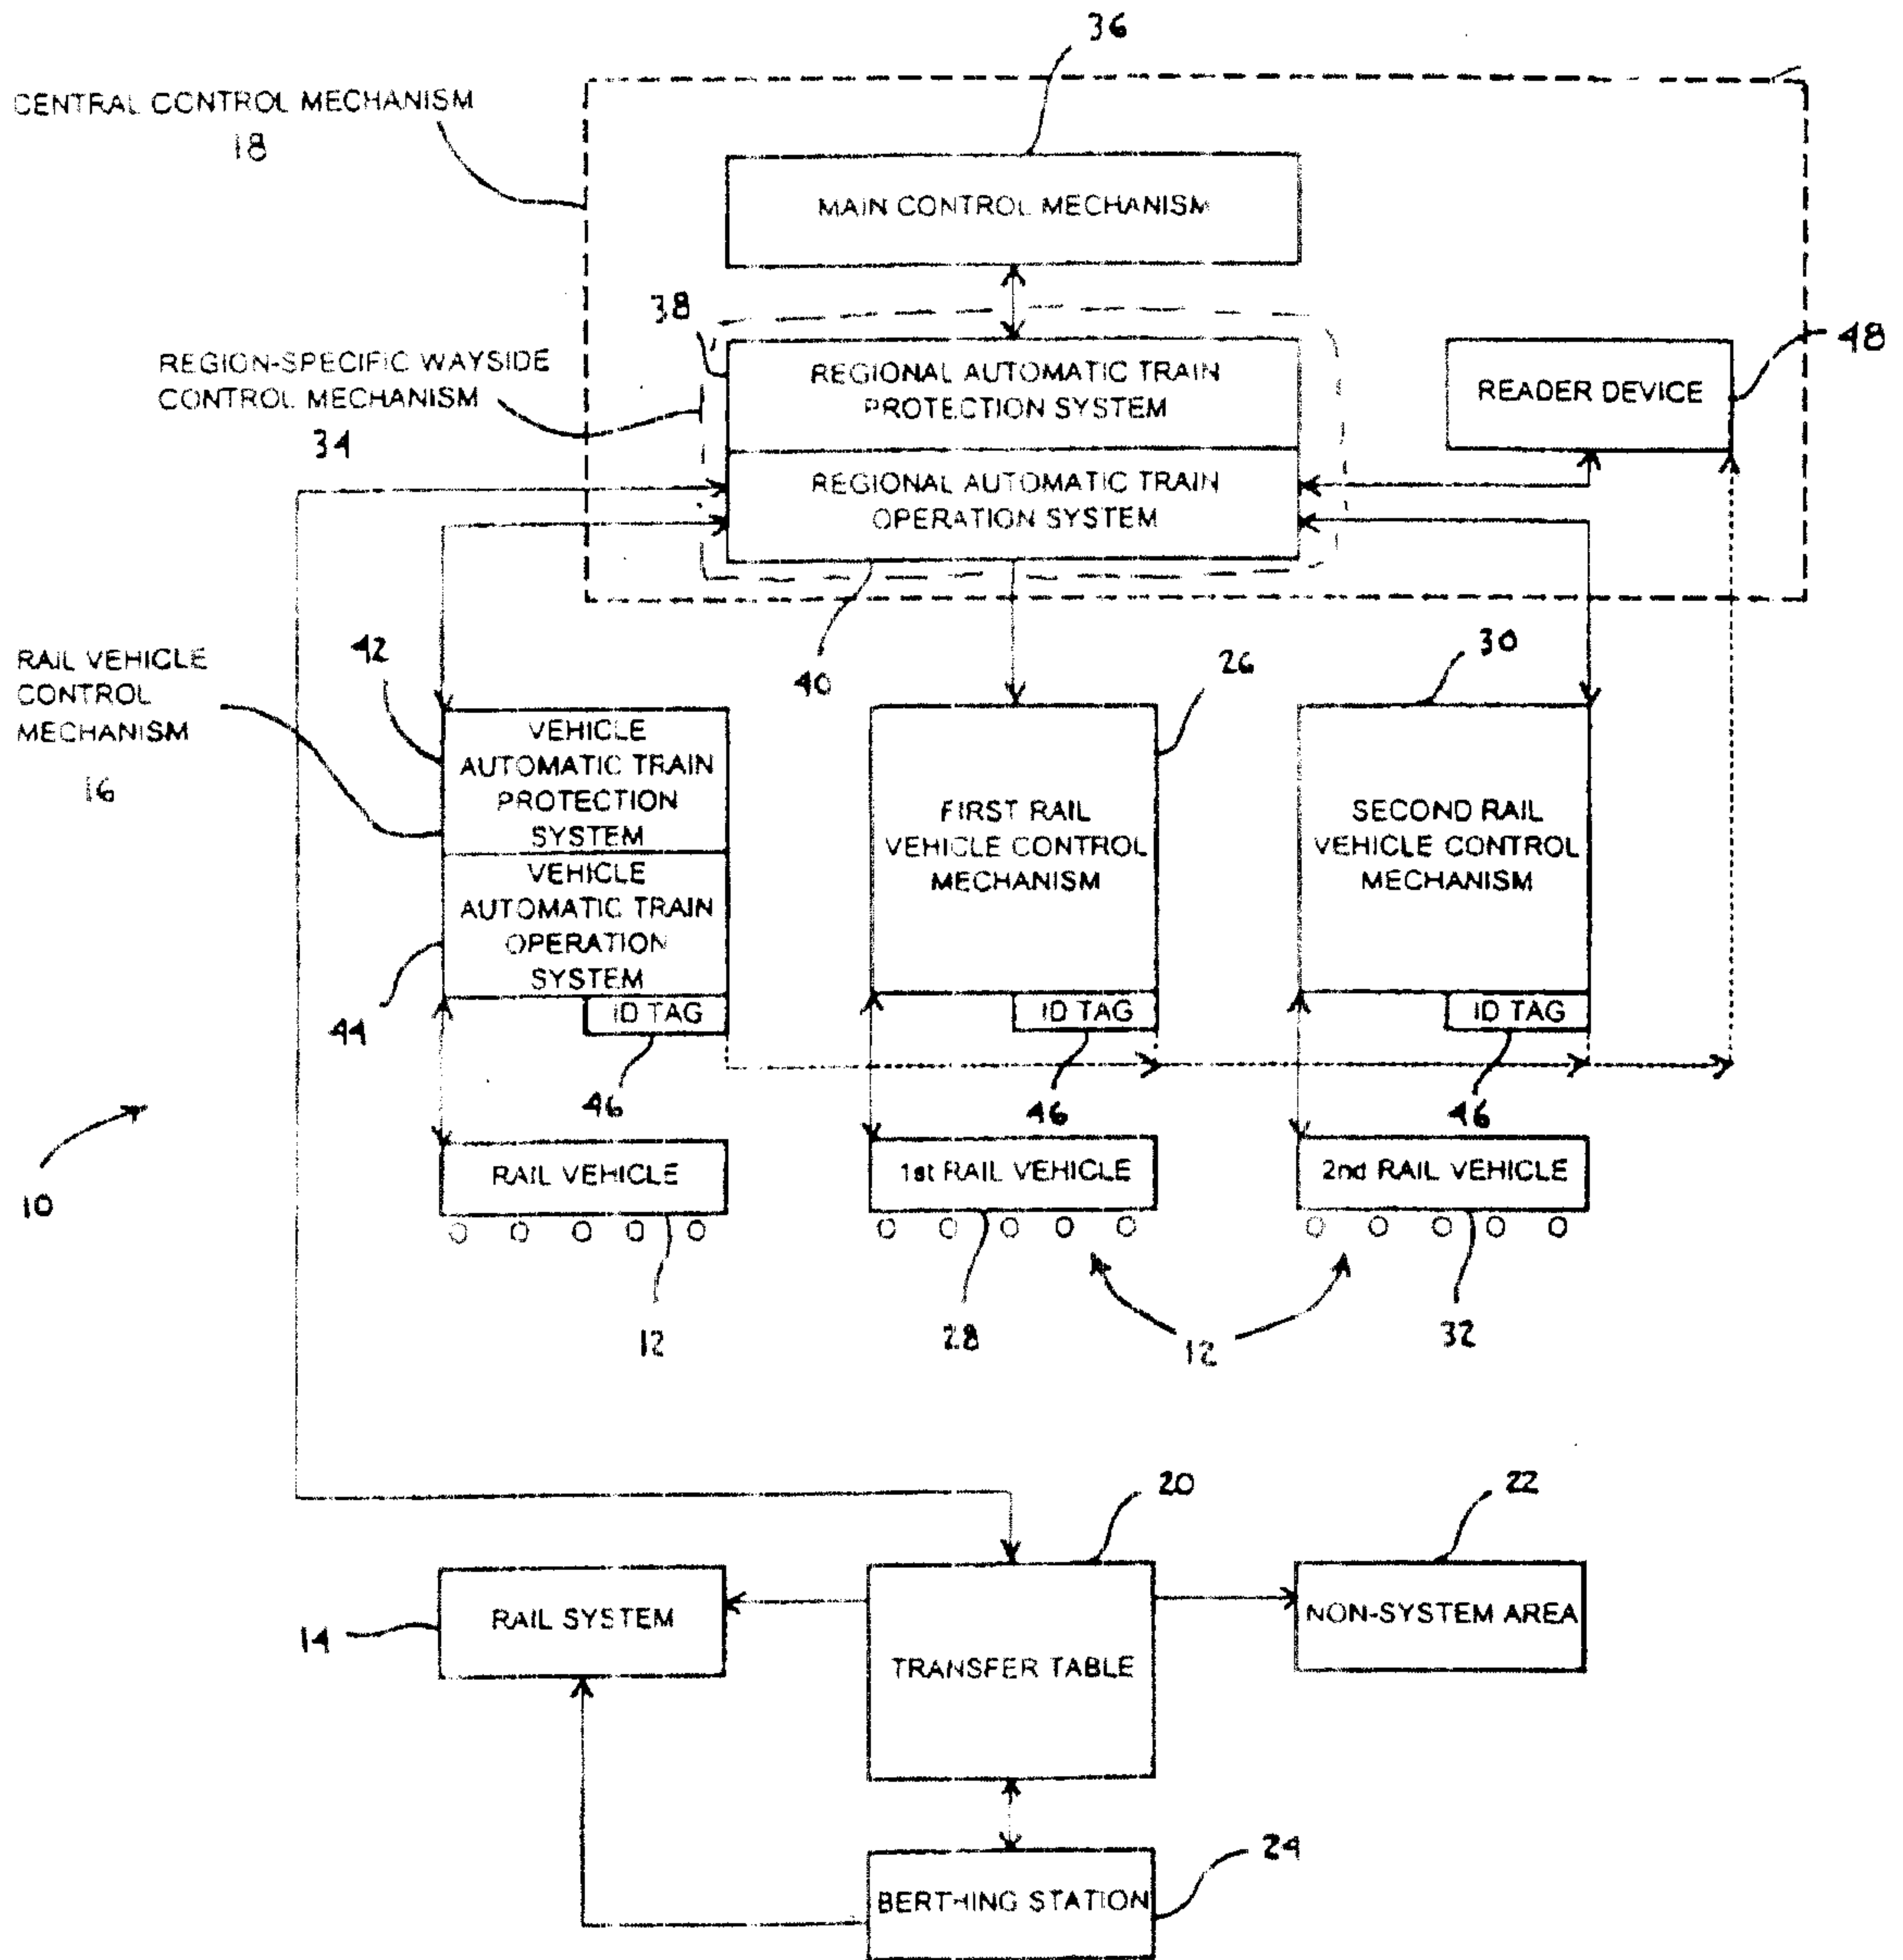 36
CENTRAL CONTROL MECHANISM
18
MAIN CONTROL MECHANISM
38
REGION-SPECIFIC WAYSIDE
CONTROL MECHANISM
34
REGIONAL AUTOMATIC TRAIN
PROTECTION SYSTEM
READER DEVICE
48
REGIONAL AUTOMATIC TRAIN
OPERATION SYSTEM
40
RAIL VEHICLE
CONTROL
MECHANISM
16
42
26
30
VEHICLE
AUTOMATIC TRAIN
PROTECTION
SYSTEM
VEHICLE
AUTOMATIC TRAIN
OPERATION
SYSTEM
44
FIRST RAIL
VEHICLE CONTROL
MECHANISM
SECOND RAIL
VEHICLE CONTROL
MECHANISM
ID TAG
ID TAG
ID TAG
46
46
46
10
RAIL VEHICLE
1st RAIL VEHICLE
2nd RAIL VEHICLE
12
28
12
32
20
22
RAIL SYSTEM
14
TRANSFER TABLE
NON-SYSTEM AREA
BERTHING STATION
24